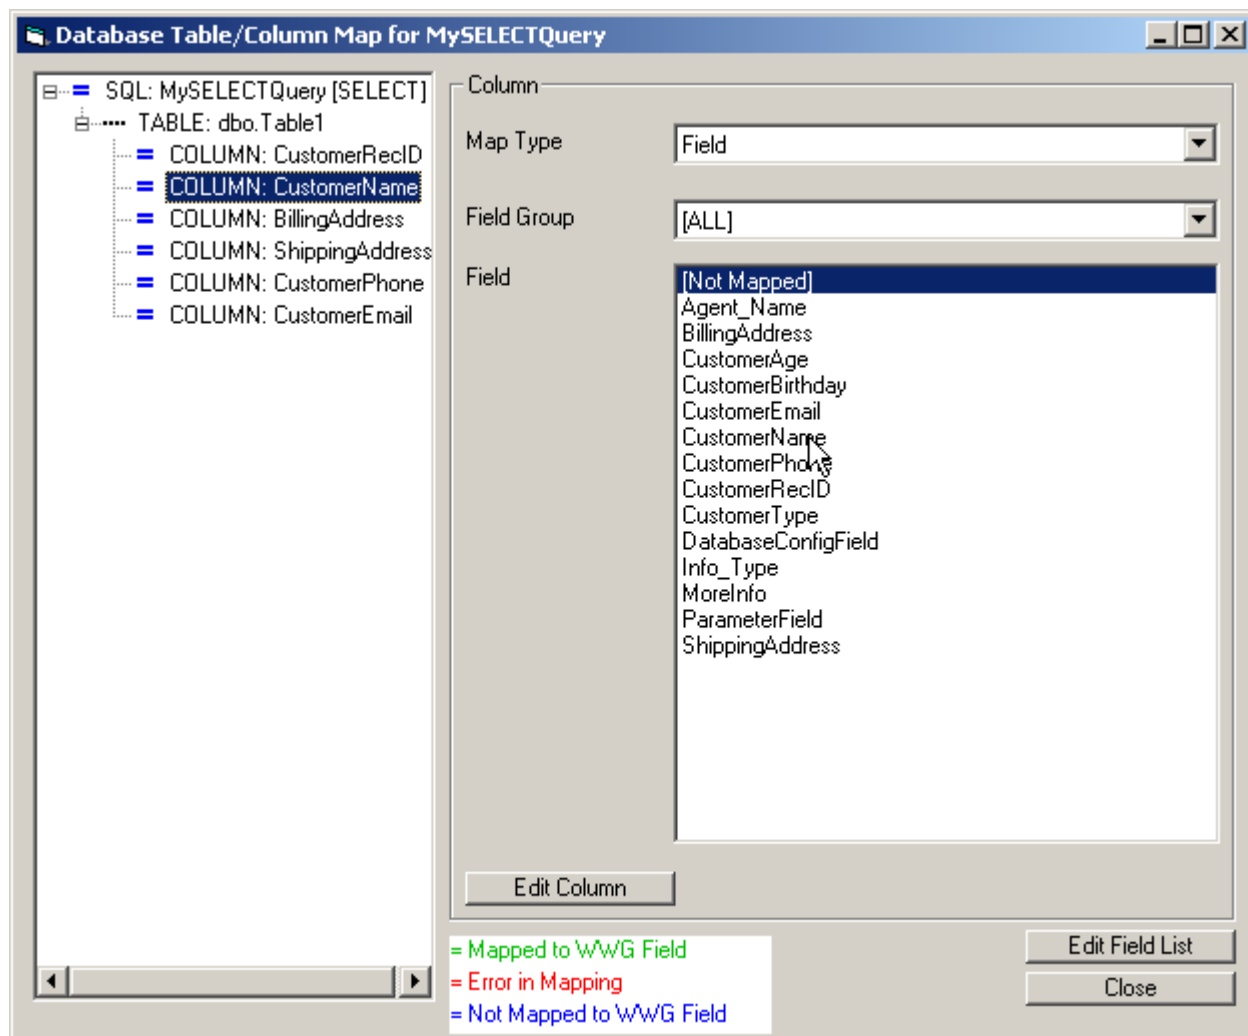 Database Table/Column Map for MySELECTQuery
SQL: MySELECTQuery [SELECT]
TABLE: dbo.Table1
COLUMN: CustomerRecID
COLUMN: CustomerName
COLUMN: BillingAddress
COLUMN: ShippingAddress
COLUMN: CustomerPhone
COLUMN: CustomerEmail
Column
Map Type
Field
Field Group
[ALL]
Field
[Not Mapped]
Agent_Name
BillingAddress
CustomerAge
CustomerBirthday
CustomerEmail
CustomerName
CustomerPhone
CustomerRecID
CustomerType
DatabaseConfigField
Info_Type
MoreInfo
ParameterField
ShippingAddress
Edit Column
= Mapped to WWG Field
= Error in Mapping
= Not Mapped to WWG Field
Edit Field List
Close